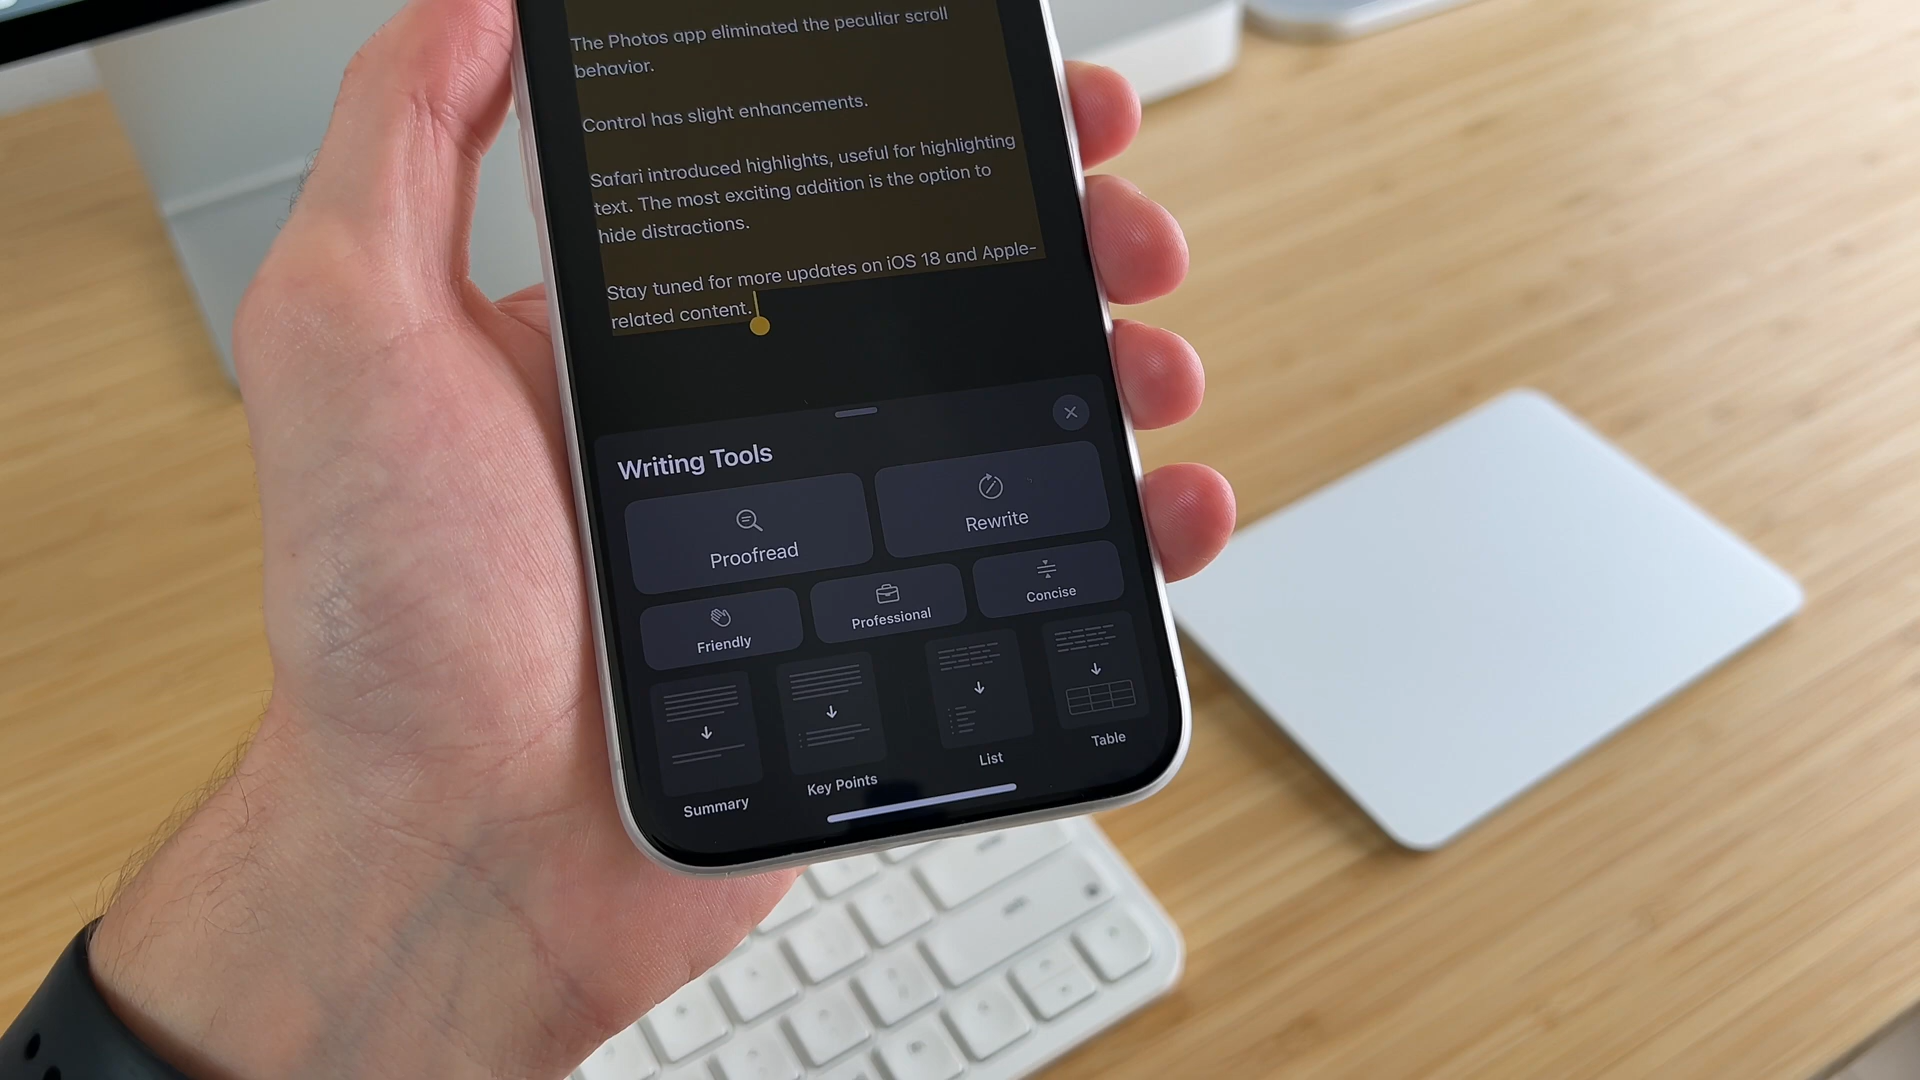 The Photos app eliminated the peculiar scroll
behavior.
Control has slight enhancements.
Safari introduced highlights, useful for highlighting
text. The most exciting addition is the option to
hide distractions.
Stay tuned for more updates on iOS 18 and Apple-
related content.
Writing Tools
Proofread
Rewrite
Friendly
Professional
Concise
Summary
Key Points
List
Table